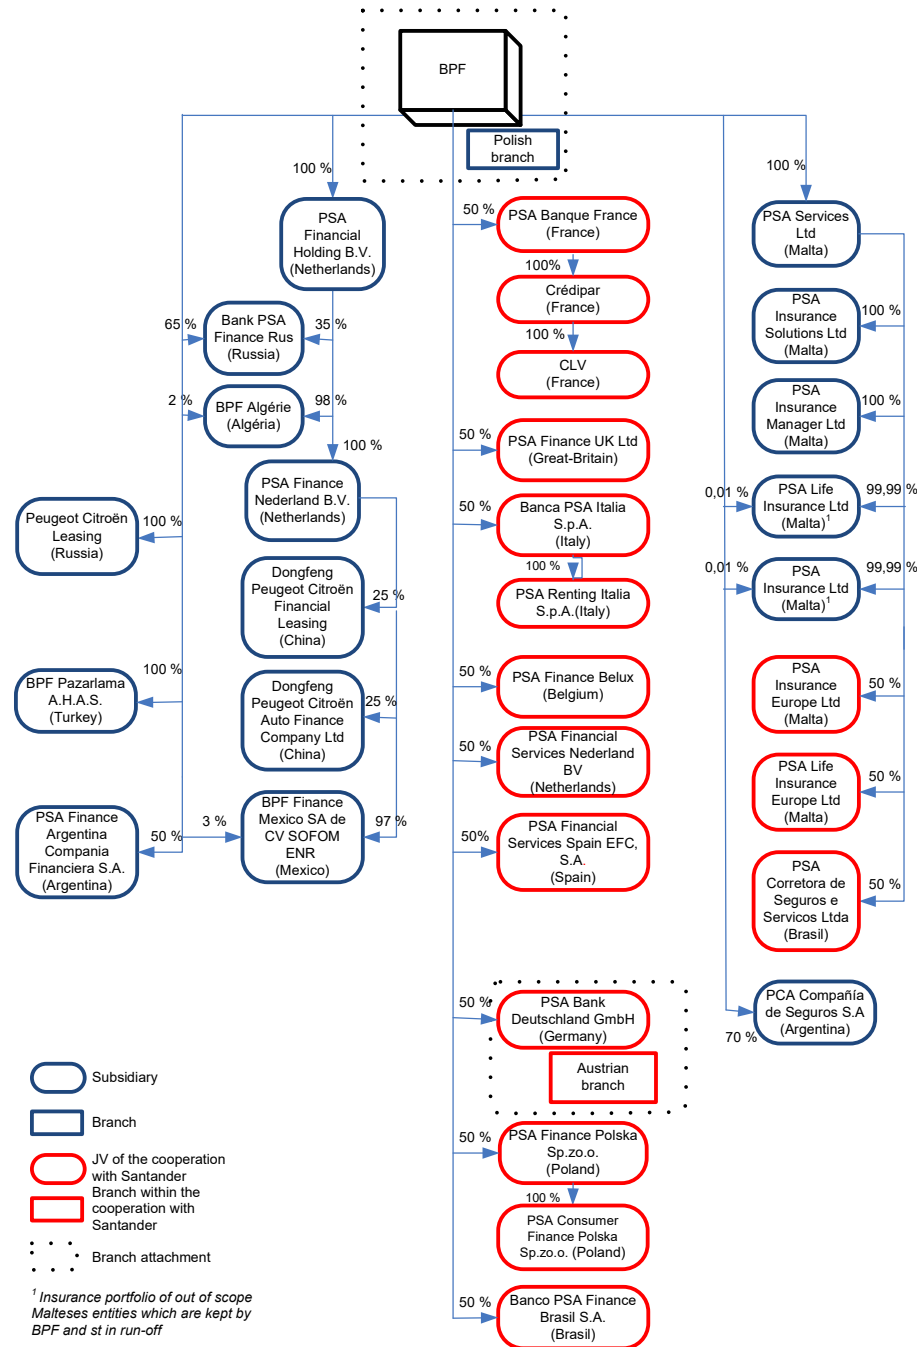 BPF
Polish
branch
100 %
PSA
Financial
Holding B.V.
(Netherlands)
65 %
Bank PSA
Finance Rus
(Russia)
35 %
2 %
BPF Algérie
(Algéria)
98 %
100 %
PSA Finance
Nederland B.V.
(Netherlands)
Peugeot Citroën
Leasing
(Russia)
100 %
Dongfeng
Peugeot Citroën
Financial
Leasing
(China)
25 %
BPF Pazarlama
A.H.A.S.
(Turkey)
100 %
Dongfeng
Peugeot Citroën
Auto Finance
Company Ltd
(China)
25 %
PSA Finance
Argentina
Compania
Financiera S.A.
(Argentina)
50 %
3 %
BPF Finance
Mexico SA de
CV SOFOM
ENR
(Mexico)
97 %
50 %
PSA Banque France
(France)
100%
Crédipar
(France)
100 %
CLV
(France)
50 %
PSA Finance UK Ltd
(Great-Britain)
50 %
Banca PSA Italia
S.p.A.
(Italy)
100 %
PSA Renting Italia
S.p.A.(Italy)
50 %
PSA Finance Belux
(Belgium)
50 %
PSA Financial
Services Nederland
BV
(Netherlands)
50%
PSA Financial
Services Spain EFC,
S.A.
(Spain)
50 %
PSA Bank
Deutschland GmbH
(Germany)
Austrian
branch
50 %
PSA Finance Polska
Sp.zo.o.
(Poland)
100 %
PSA Consumer
Finance Polska
Sp.zo.o. (Poland)
50 %
Banco PSA Finance
Brasil S.A.
(Brasil)
100 %
PSA Services
Ltd
(Malta)
PSA
Insurance
Solutions Ltd
(Malta)
100 %
PSA
Insurance
Manager Ltd
(Malta)
100 %
0,01 %
PSA Life
Insurance Ltd
(Malta)1
99,99 %
0,01 %
PSA
Insurance Ltd
(Malta)1
99,99 %
PSA
Insurance
Europe Ltd
(Malta)
50 %
PSA Life
Insurance
Europe Ltd
(Malta)
50 %
PSA
Corretora de
Seguros e
Servicos Ltda
(Brasil)
50 %
PCA Compañía
de Seguros S.A
(Argentina)
70 %
Subsidiary
Branch
JV of the cooperation
with Santander
Branch within the
cooperation with
Santander
Branch attachment
1 Insurance portfolio of out of scope
Malteses entities which are kept by
BPF and st in run-off